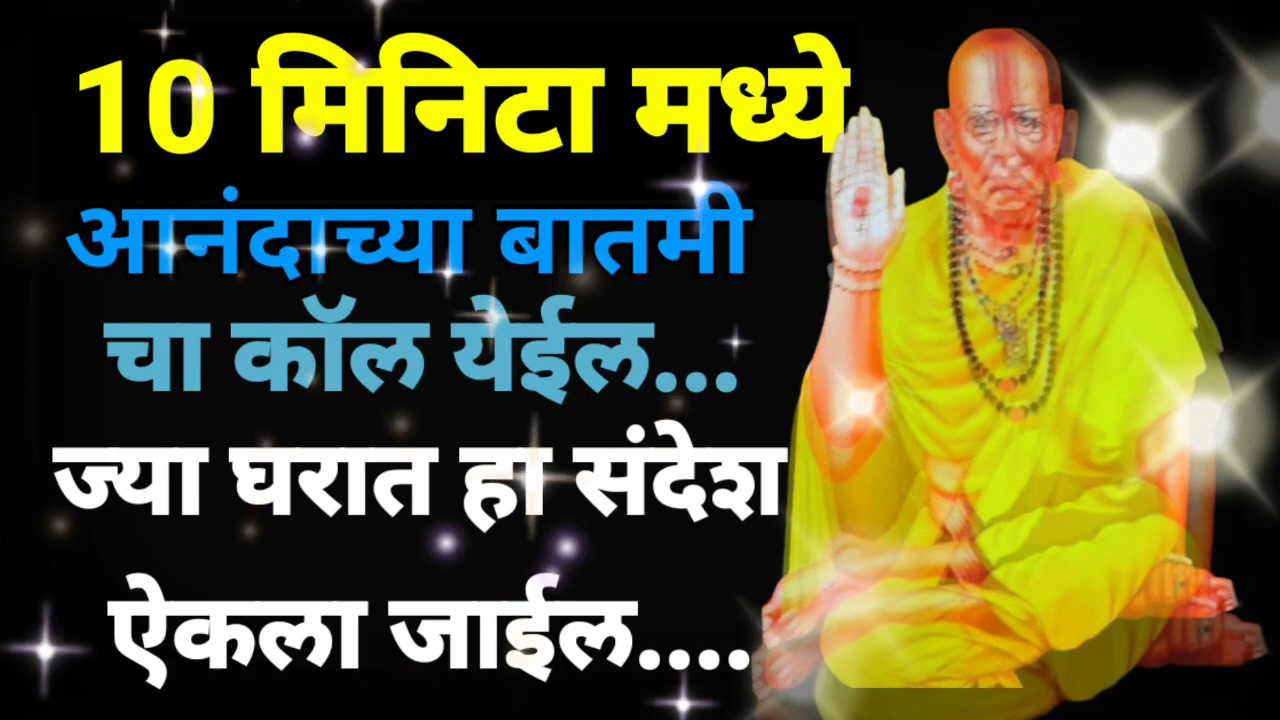 10 मिनिटा मध्ये
आनंदाच्या बातमी
चा कॉल येईल...
ज्या घरात हा संदेश
ऐकला जाईल....